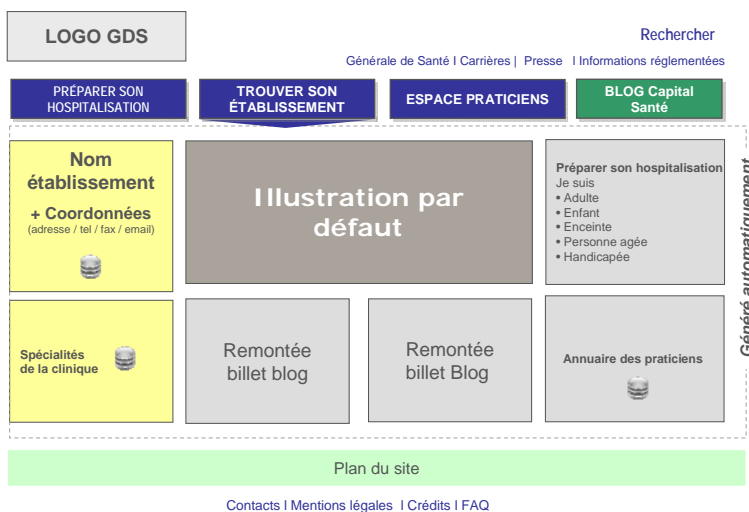 LOGO GDS
Rechercher
Générale de Santé I Carrières | Presse I Informations réglementées
PRÉPARER SON
HOSPITALISATION
TROUVER SON
ÉTABLISSEMENT
ESPACE PRATICIENS
BLOG Capital
Santé
Nom
établissement
+ Coordonnées
(adresse / tel / fax / email)
Illustration par
défaut
Préparer son hospitalisation
Je suis
• Adulte
• Enfant
• Enceinte
• Personne agée
• Handicapée
Généré automatiquement
Spécialités
de la clinique
Remontée
billet blog
Remontée
billet Blog
Annuaire des praticiens
Plan du site
Contacts I Mentions légales I Crédits I FAQ